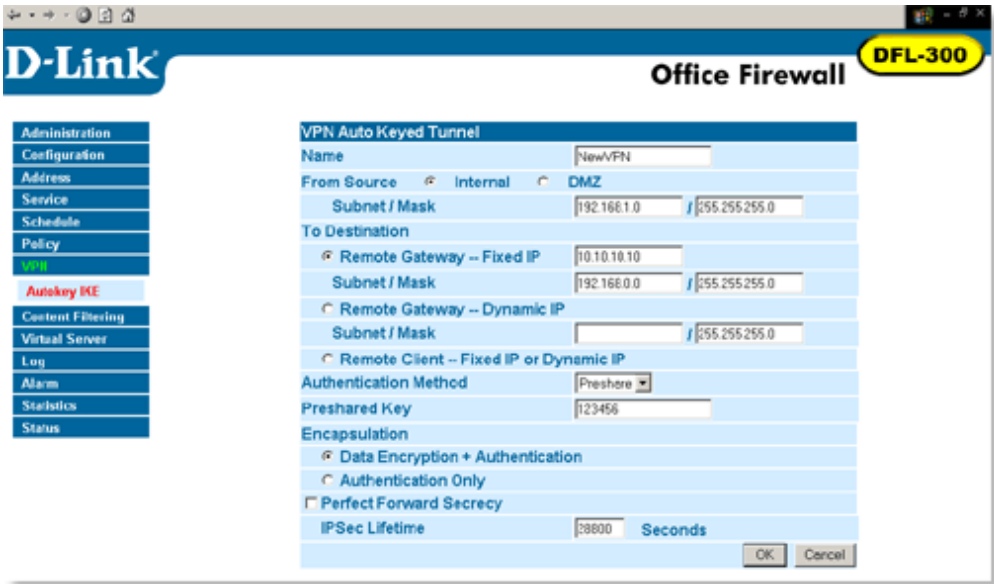 D-Link
DFL-300
Office Firewall
Administration
Configuration
Address
Service
Schedule
Policy
VPN
Autokey IKE
Content Filtering
Virtual Server
Log
Alarm
Statistics
Status
VPN Auto Keyed Tunnel
Name NewVPN
From Source Internal DMZ
Subnet / Mask 192.168.1.0 / 255.255.255.0
To Destination
Remote Gateway -- Fixed IP 10.10.10.10
Subnet / Mask 192.168.0.0 / 255.255.255.0
Remote Gateway -- Dynamic IP
Subnet / Mask / 255.255.255.0
Remote Client -- Fixed IP or Dynamic IP
Authentication Method Preshare
Preshared Key 123456
Encapsulation
Data Encryption + Authentication
Authentication Only
Perfect Forward Secrecy
IPSec Lifetime 28800 Seconds
OK Cancel